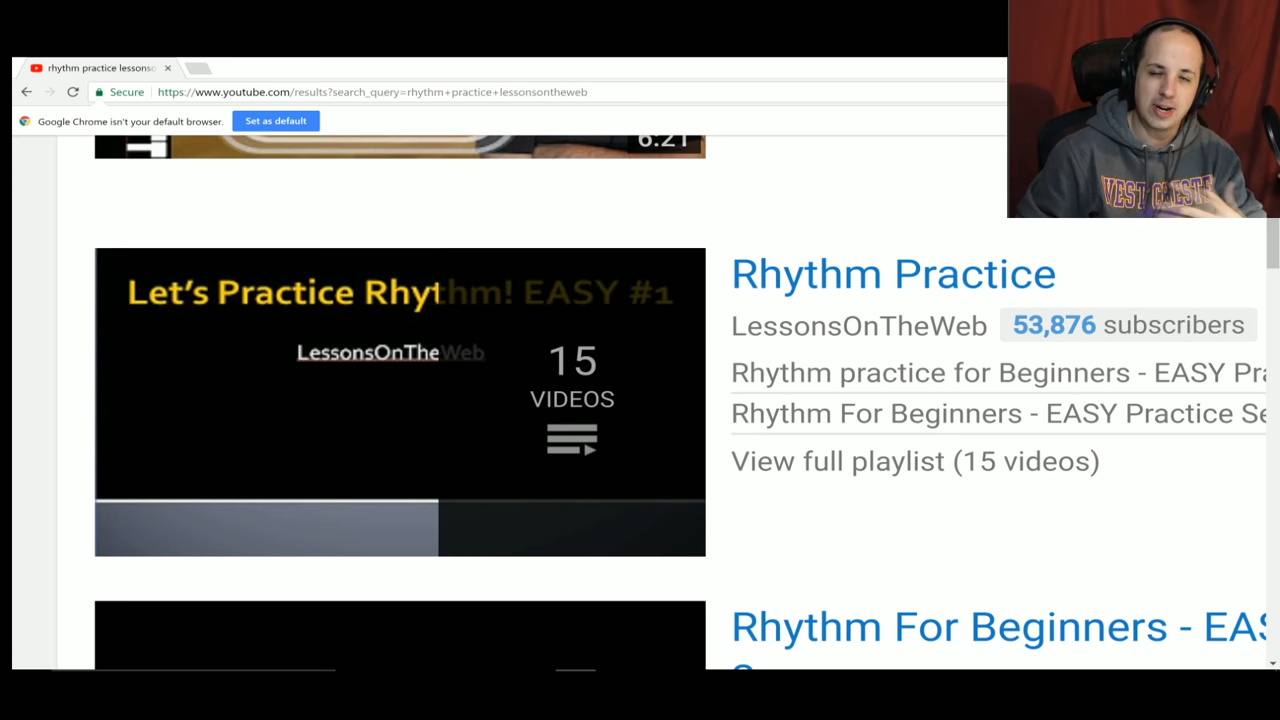 rhythm practice lessonso
Secure
https://www.youtube.com/results?search_query=rhythm+practice+lessonsontheweb
Google Chrome isn't your default browser.
Set as default
6:21
Let's Practice Rhythm! EASY #1
LessonsOnTheWeb
15
VIDEOS
Rhythm Practice
LessonsOnTheWeb
53,876 subscribers
Rhythm practice for Beginners - EASY Pra
Rhythm For Beginners - EASY Practice Se
View full playlist (15 videos)
Rhythm For Beginners - EAS
VEST CHESTE